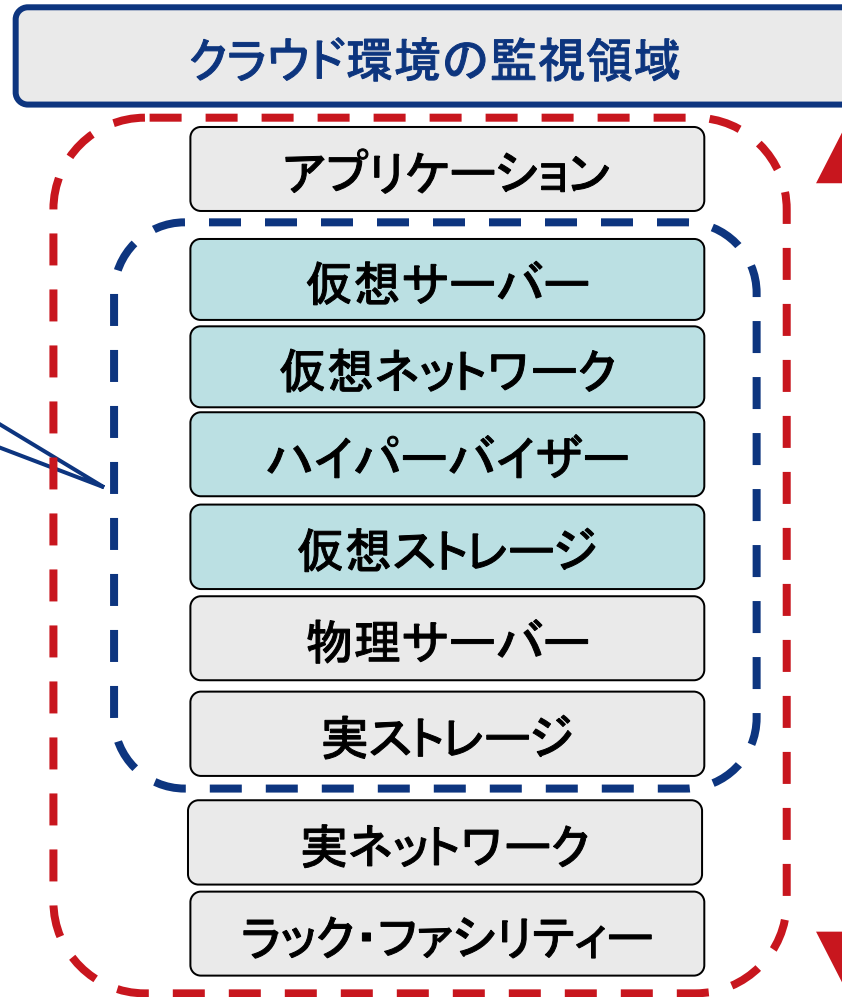 クラウド環境の監視領域
アプリケーション
仮想サーバー
仮想ネットワーク
ハイパーバイザー
仮想ストレージ
物理サーバー
実ストレージ
実ネットワーク
ラック・ファシリティー